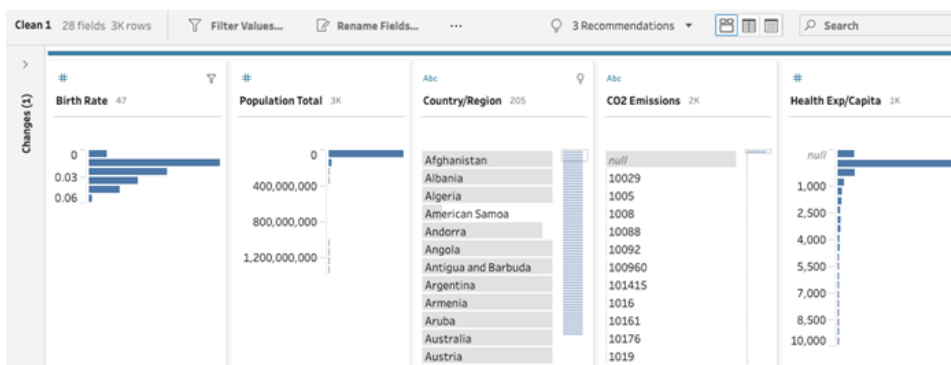 Clean 1 28 fields 3K rows Filter Values... Rename Fields... ... 3 Recommendations Search
Changes (1)
# # Abc Abc #
Birth Rate 47 Population Total 3K Country/Region 205 CO2 Emissions 2K Health Exp/Capita 1K
0
0.03
0.06
0
400,000,000
800,000,000
1,200,000,000
Afghanistan
Albania
Algeria
American Samoa
Andorra
Angola
Antigua and Barbuda
Argentina
Armenia
Aruba
Australia
Austria
null
10029
1005
1008
10088
10092
100960
101415
1016
10161
10176
1019
null
1,000
2,500
4,000
5,500
7,000
8,500
10,000